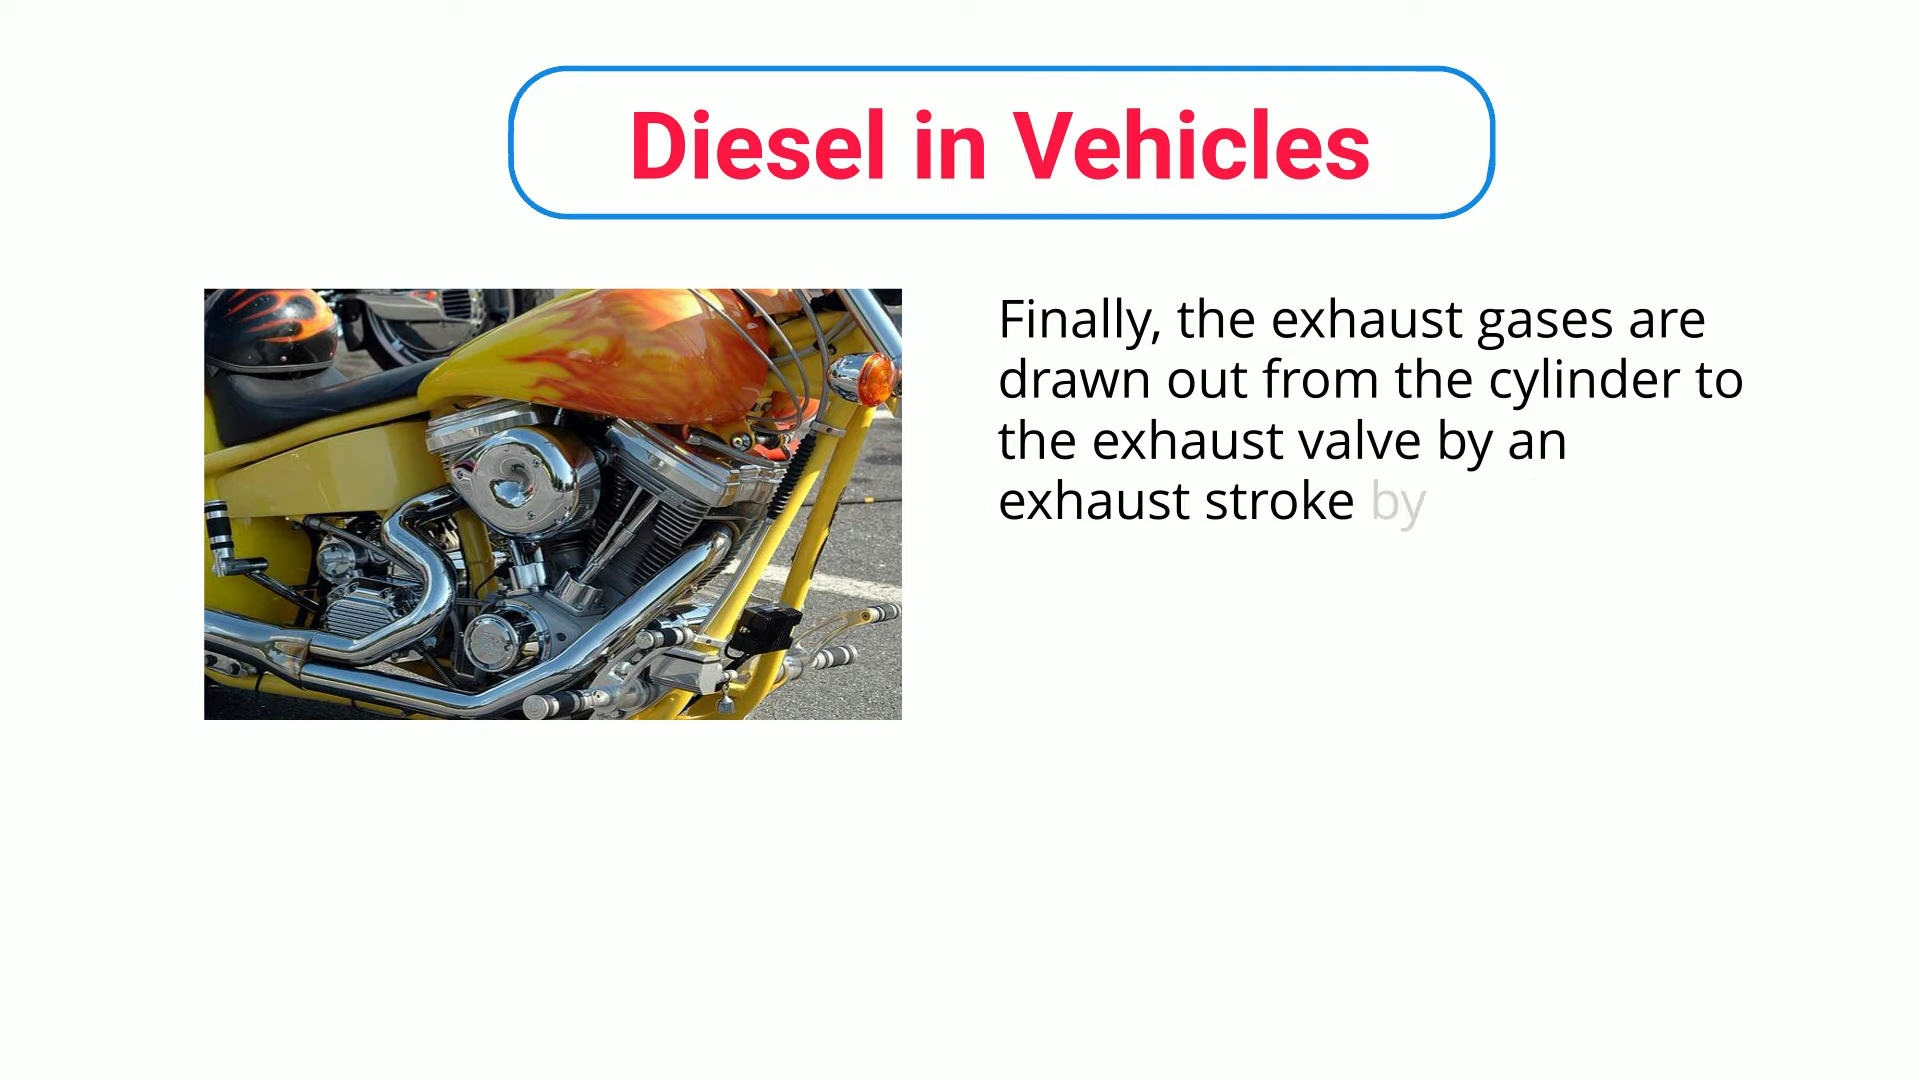 Diesel in Vehicles
Finally, the exhaust gases are
drawn out from the cylinder to
the exhaust valve by an
exhaust stroke by